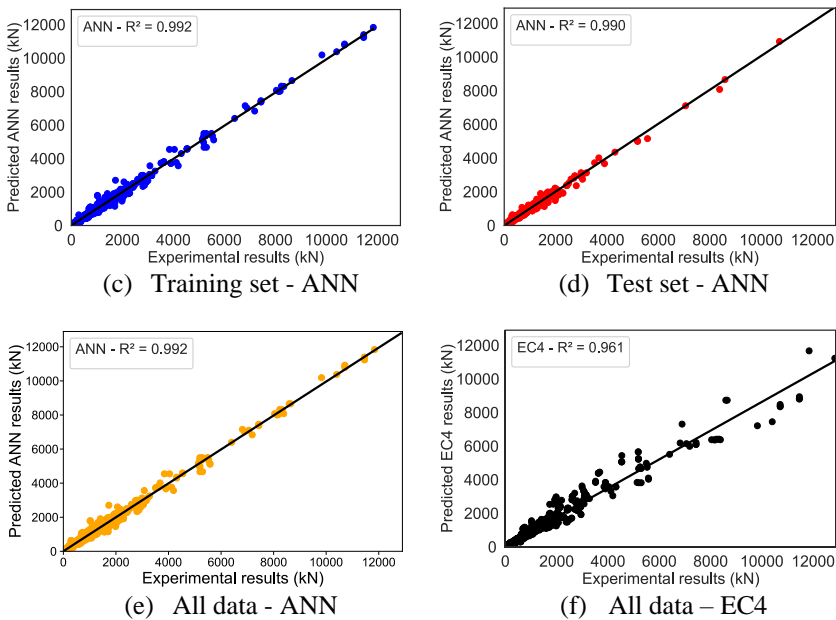 12000
10000
8000
6000
4000
2000
0
Predicted ANN results (kN)
ANN - R² = 0.992
0 2000 4000 6000 8000 10000 12000
Experimental results (kN)
(c) Training set - ANN
12000
10000
8000
6000
4000
2000
0
Predicted ANN results (kN)
ANN - R² = 0.990
0 2000 4000 6000 8000 10000 12000
Experimental results (kN)
(d) Test set - ANN
12000
10000
8000
6000
4000
2000
0
Predicted ANN results (kN)
ANN - R² = 0.992
0 2000 4000 6000 8000 10000 12000
Experimental results (kN)
(e) All data - ANN
12000
10000
8000
6000
4000
2000
0
Predicted EC4 results (kN)
EC4 - R² = 0.961
0 2000 4000 6000 8000 10000 12000
Experimental results (kN)
(f) All data – EC4